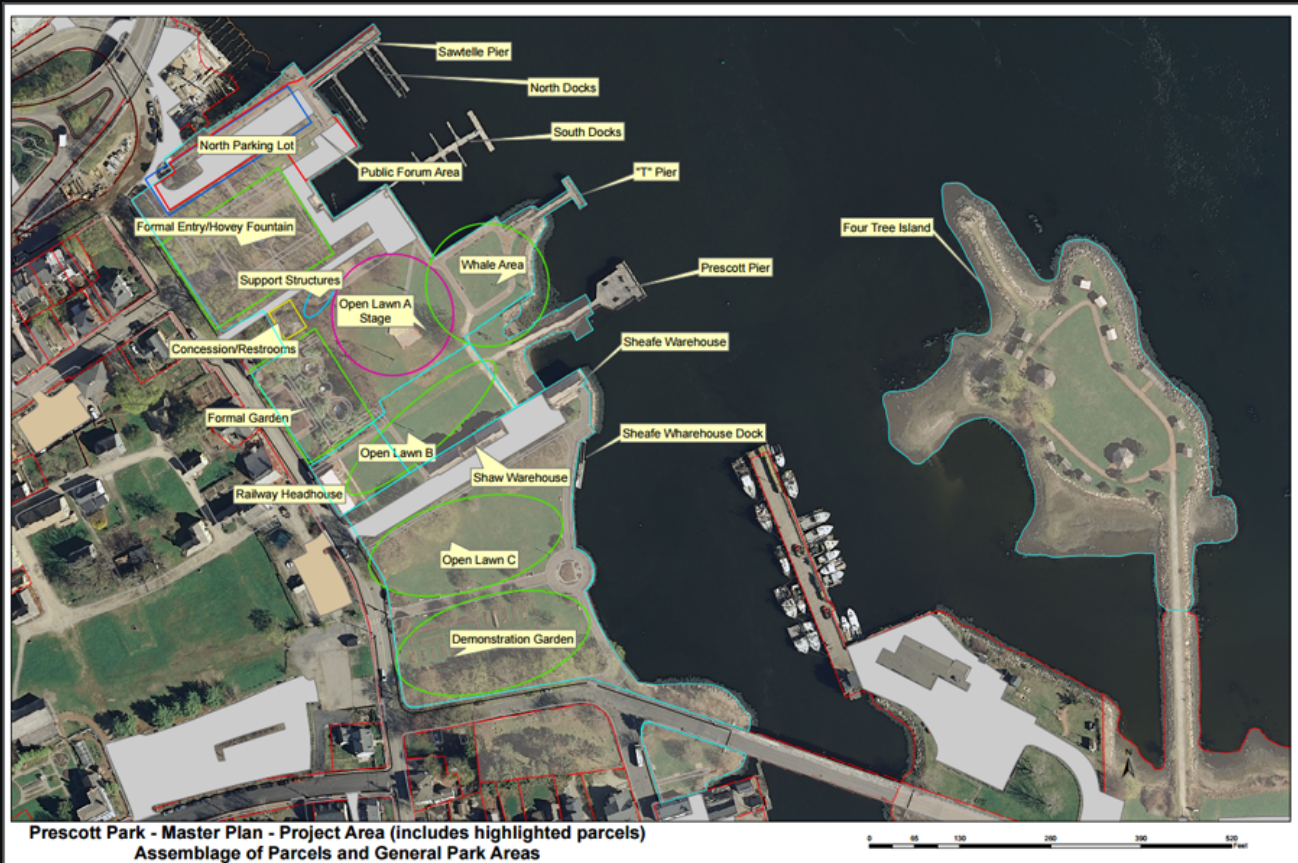 Sawtelle Pier
North Docks
South Docks
North Parking Lot
Public Forum Area
"T" Pier
Formal Entry/Hovey Fountain
Four Tree Island
Whale Area
Prescott Pier
Support Structures
Open Lawn A
Stage
Sheafe Warehouse
Concession/Restrooms
Formal Garden
Sheafe Wharehouse Dock
Open Lawn B
Shaw Warehouse
Railway Headhouse
Open Lawn C
Demonstration Garden
Prescott Park - Master Plan - Project Area (includes highlighted parcels)
Assemblage of Parcels and General Park Areas
0 65 130 260 390 520
Feet